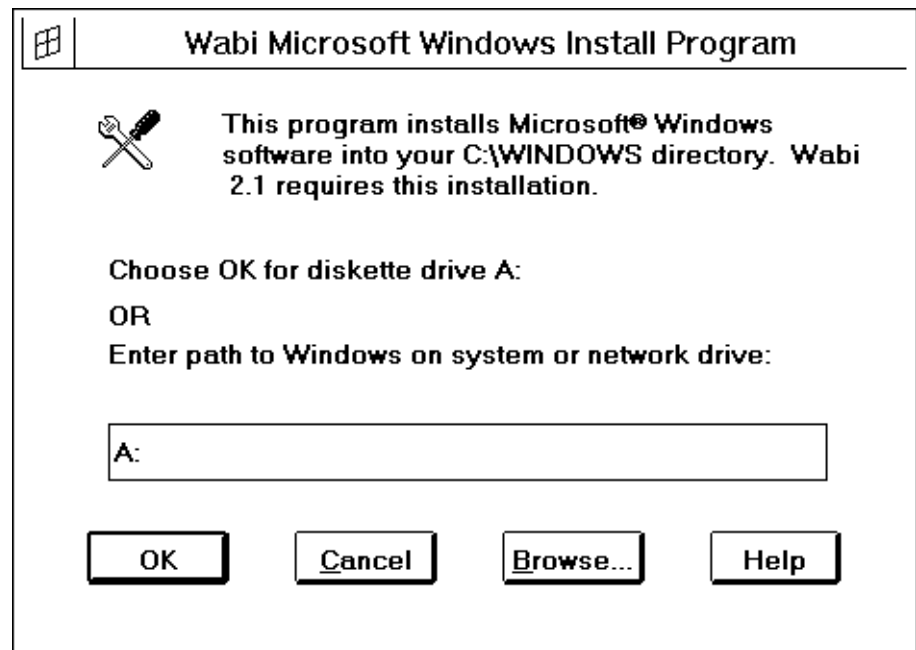 Wabi Microsoft Windows Install Program
This program installs Microsoft® Windows
software into your C:\WINDOWS directory. Wabi
2.1 requires this installation.
Choose OK for diskette drive A:
OR
Enter path to Windows on system or network drive:
A:
OK Cancel Browse... Help